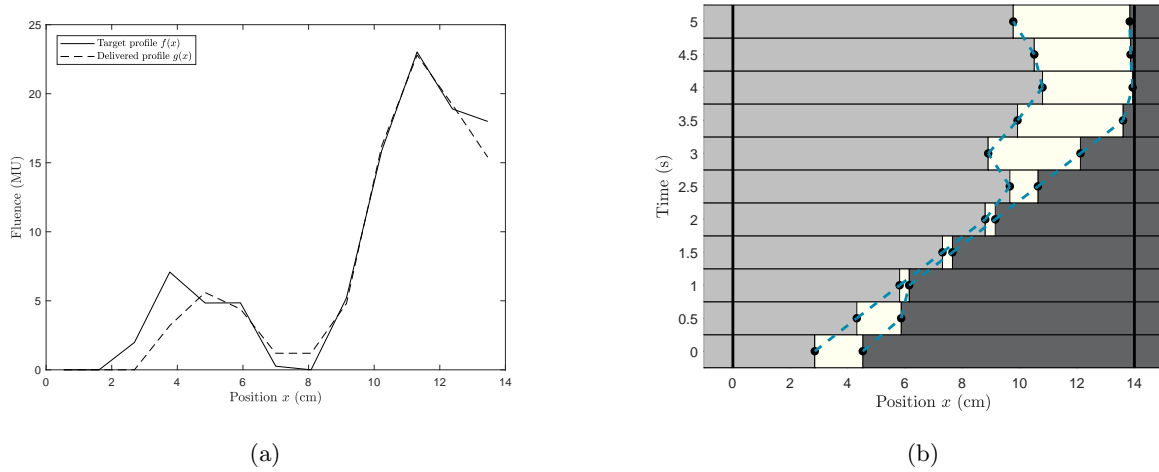 25
20
15
10
5
0
0 2 4 6 8 10 12 14
Fluence (MU)
Position x (cm)
Target profile f(x)
Delivered profile g(x)
(a)
5
4.5
4
3.5
3
2.5
2
1.5
1
0.5
0
0 2 4 6 8 10 12 14
Time (s)
Position x (cm)
(b)